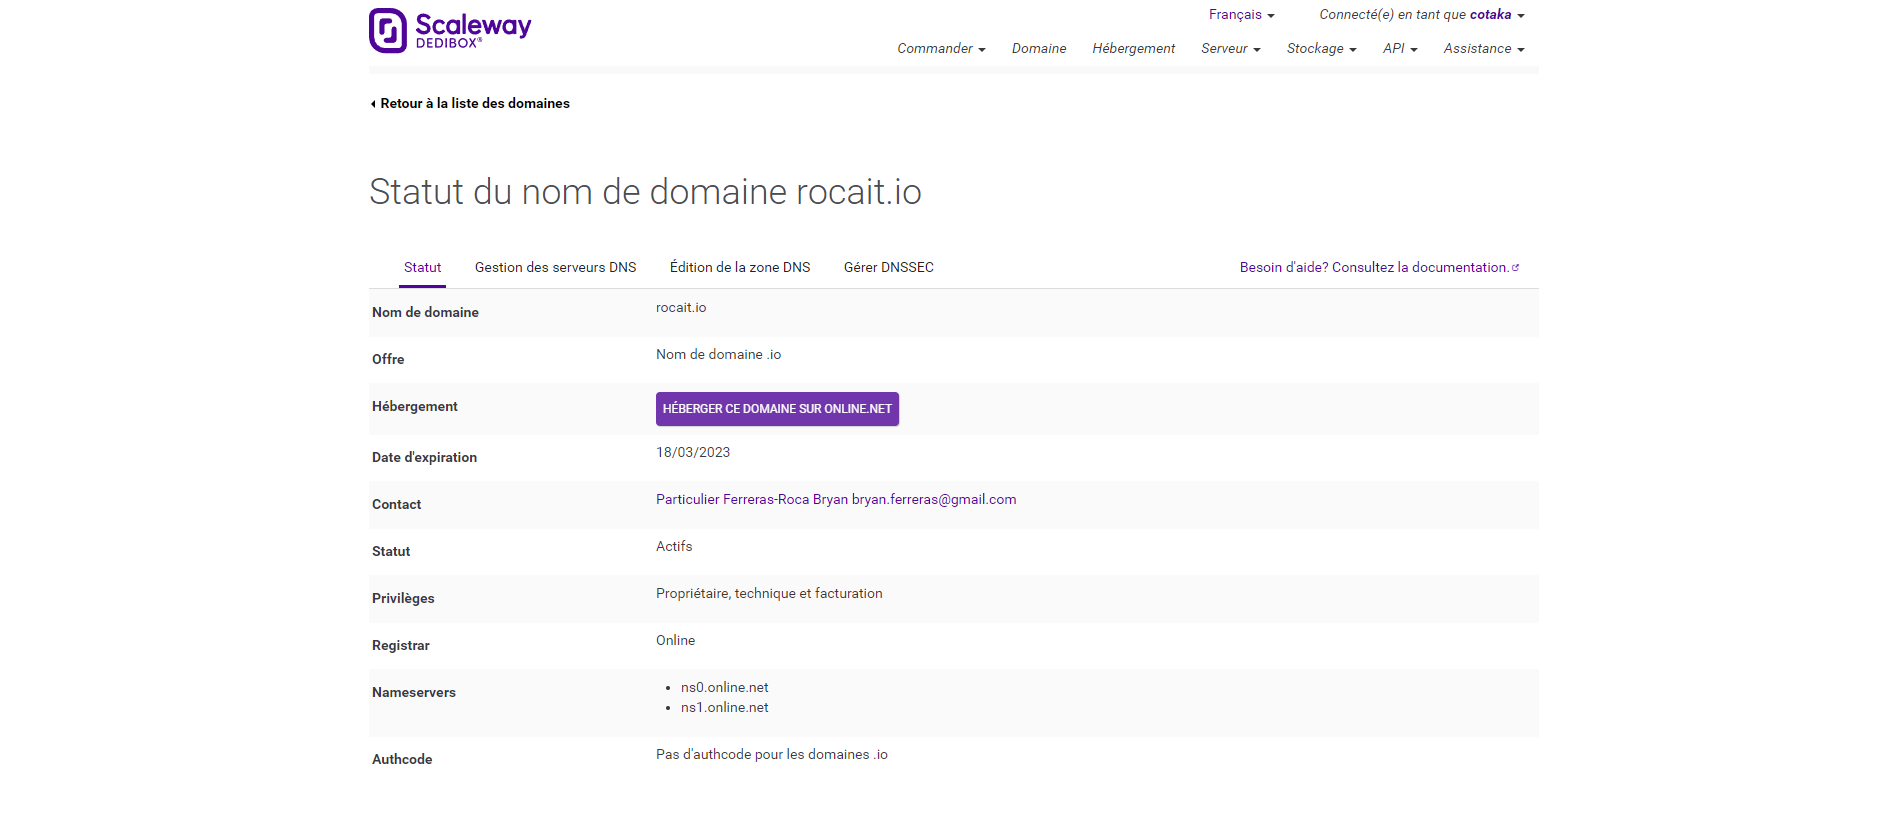 Scaleway
DEDIBOX®
Français
Connecté(e) en tant que cotaka
Commander
Domaine
Hébergement
Serveur
Stockage
API
Assistance
Retour à la liste des domaines
Statut du nom de domaine rocait.io
Statut
Gestion des serveurs DNS
Édition de la zone DNS
Gérer DNSSEC
Besoin d'aide? Consultez la documentation.
Nom de domaine
rocait.io
Offre
Nom de domaine .io
Hébergement
HÉBERGER CE DOMAINE SUR ONLINE.NET
Date d'expiration
18/03/2023
Contact
Particulier Ferreras-Roca Bryan bryan.ferreras@gmail.com
Statut
Actifs
Privilèges
Propriétaire, technique et facturation
Registrar
Online
Nameservers
ns0.online.net
ns1.online.net
Authcode
Pas d'authcode pour les domaines .io